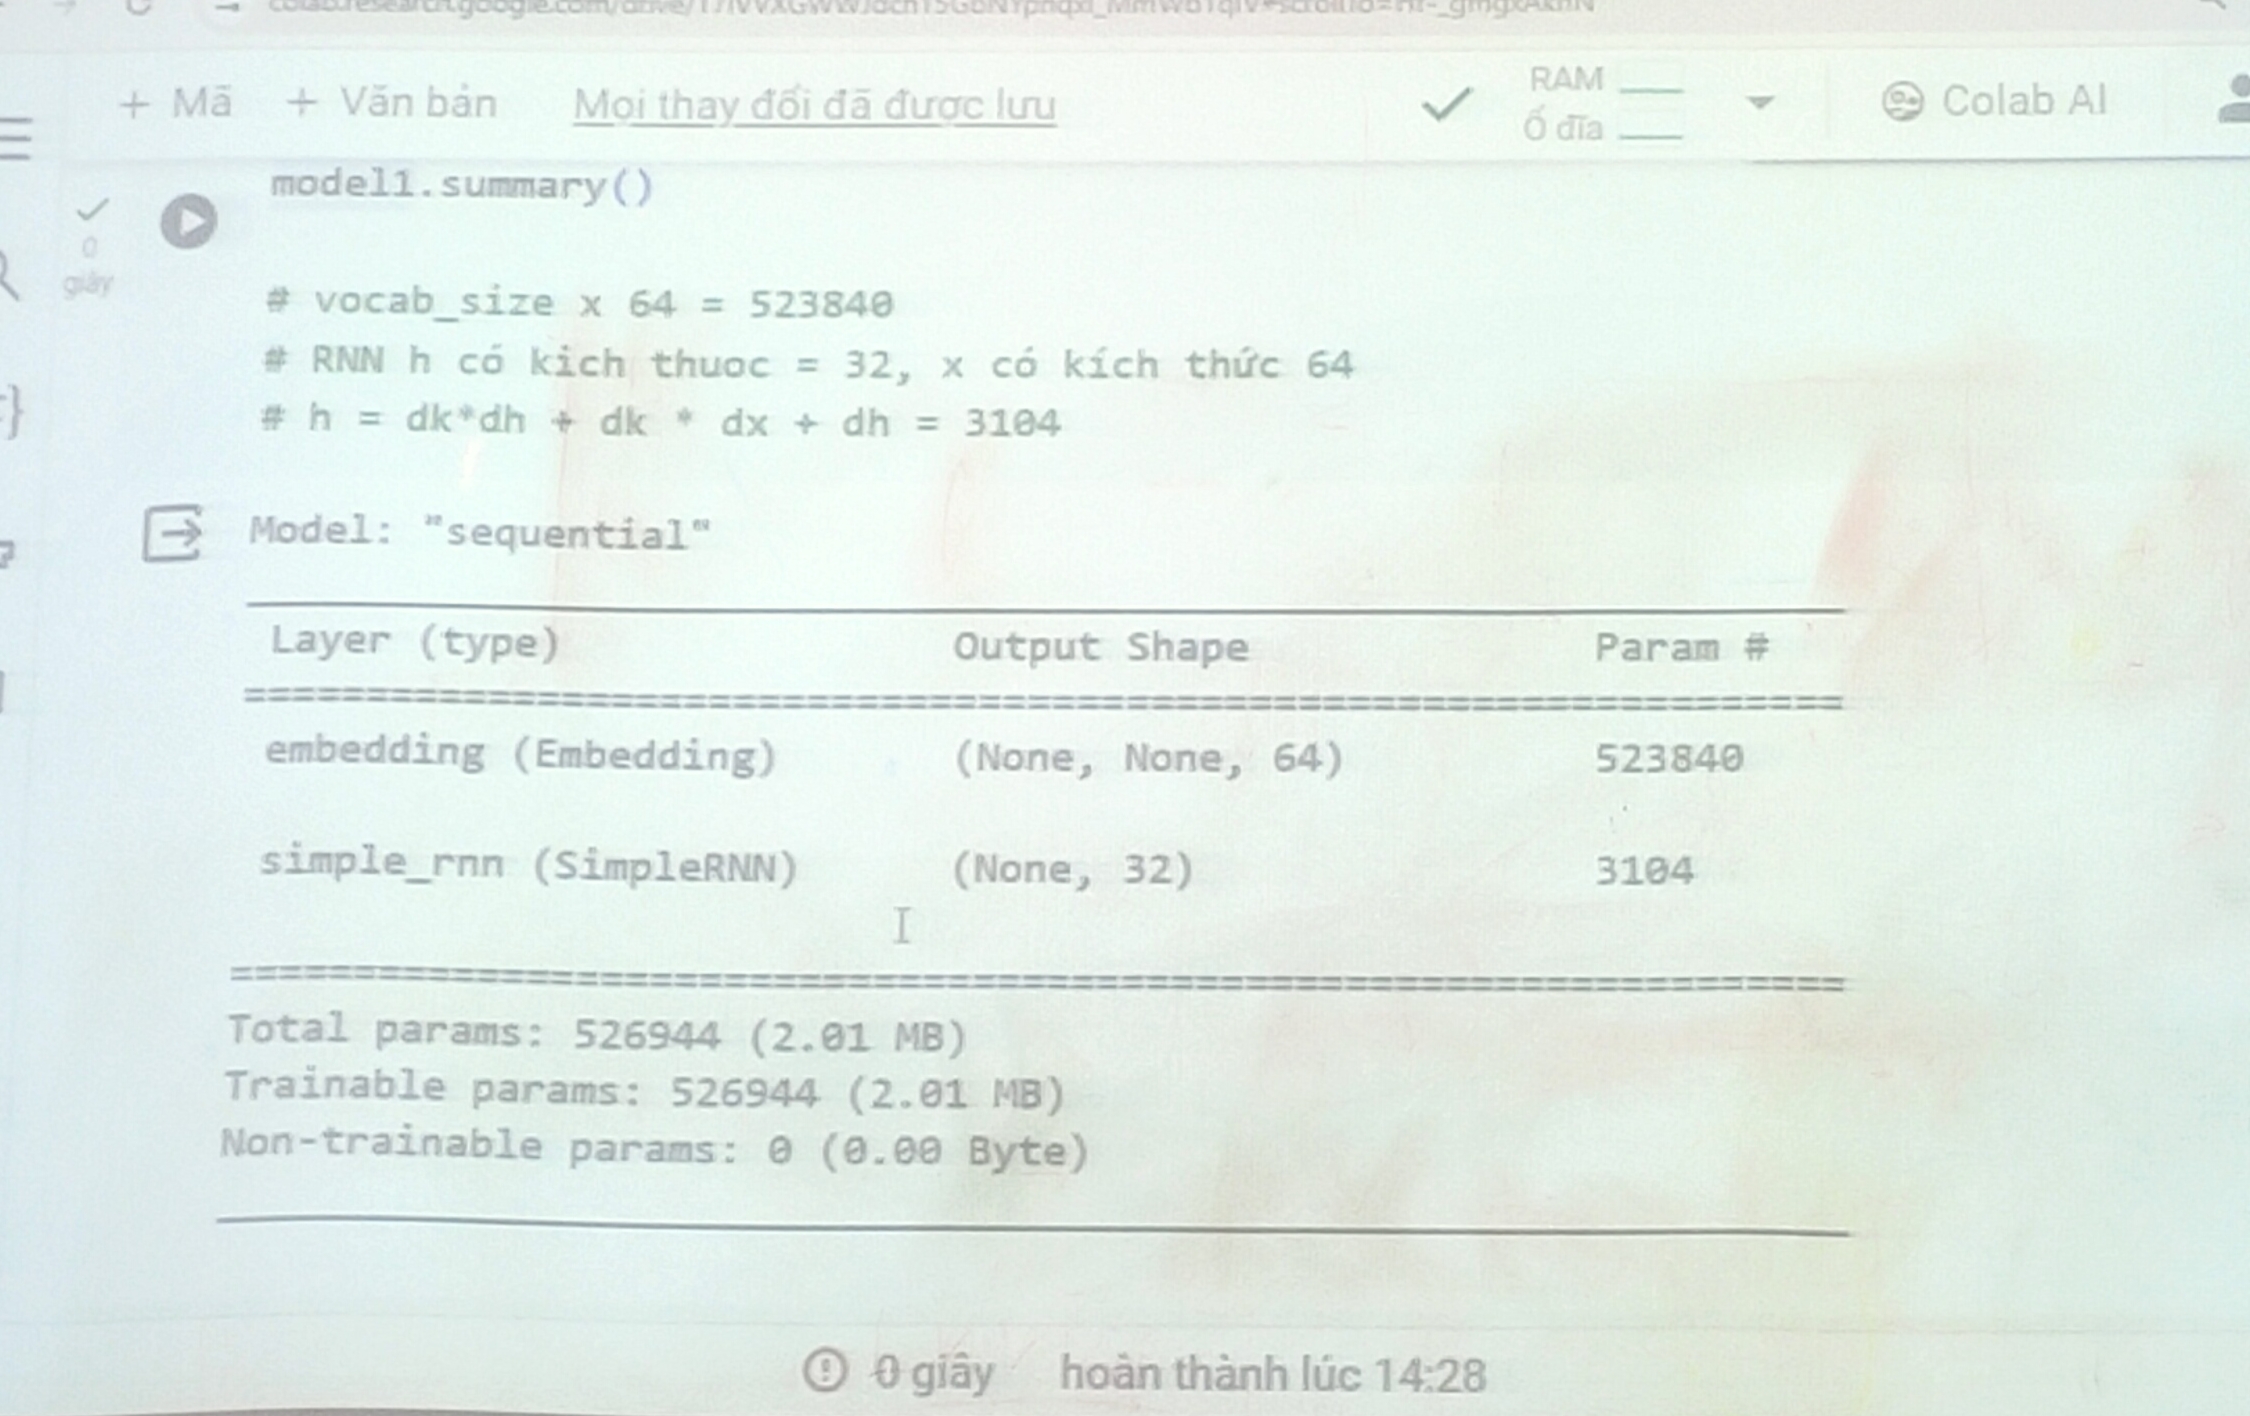 + Mã + Văn bản Mọi thay đổi đã được lưu RAM Ổ đĩa Colab AI
model1.summary()
0 giây
# vocab_size x 64 = 523840
# RNN h có kich thuoc = 32, x có kích thức 64
# h = dk*dh + dk * dx + dh = 3104
Model: "sequential"
Layer (type) Output Shape Param #
=================================================================
embedding (Embedding) (None, None, 64) 523840
simple_rnn (SimpleRNN) (None, 32) 3104
=================================================================
Total params: 526944 (2.01 MB)
Trainable params: 526944 (2.01 MB)
Non-trainable params: 0 (0.00 Byte)
0 giây hoàn thành lúc 14:28